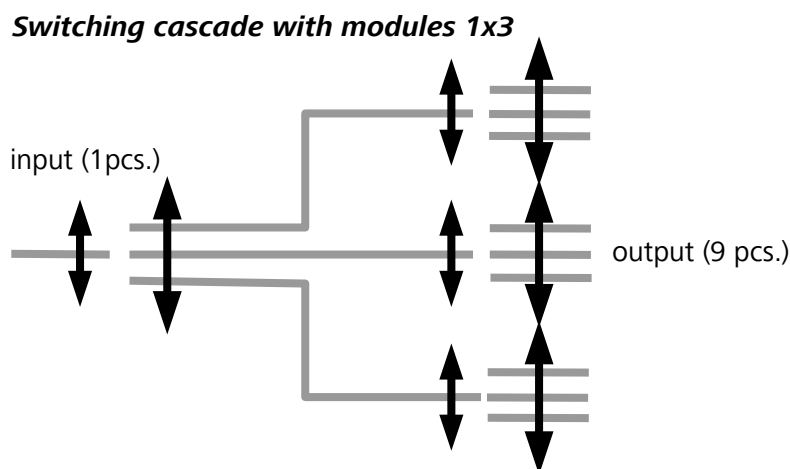 Switching cascade with modules 1x3
input (1pcs.)
output (9 pcs.)